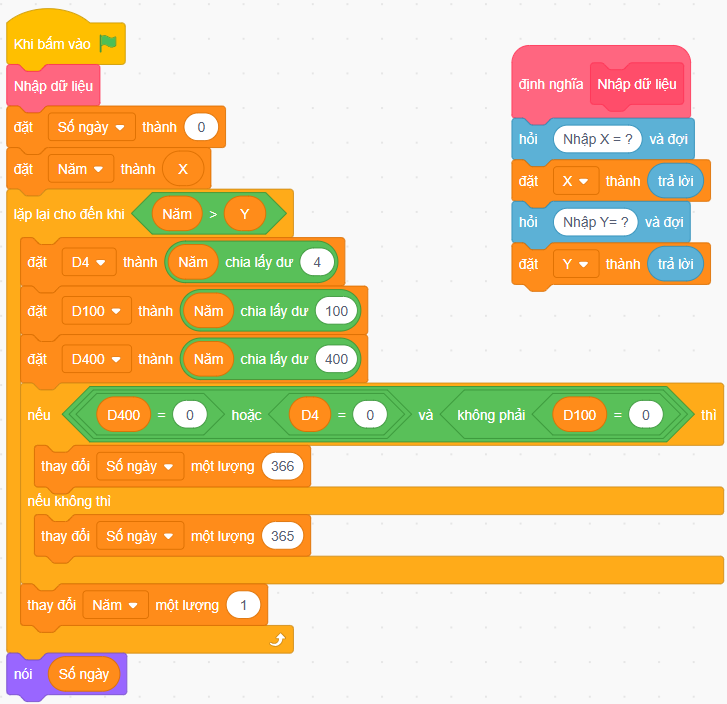 Khi bấm vào
Nhập dữ liệu
đặt Số ngày thành 0
đặt Năm thành X
lặp lại cho đến khi Năm > Y
đặt D4 thành Năm chia lấy dư 4
đặt D100 thành Năm chia lấy dư 100
đặt D400 thành Năm chia lấy dư 400
nếu D400 = 0 hoặc D4 = 0 và không phải D100 = 0 thì
thay đổi Số ngày một lượng 366
nếu không thì
thay đổi Số ngày một lượng 365
thay đổi Năm một lượng 1
nói Số ngày
định nghĩa Nhập dữ liệu
hỏi Nhập X = ? và đợi
đặt X thành trả lời
hỏi Nhập Y= ? và đợi
đặt Y thành trả lời